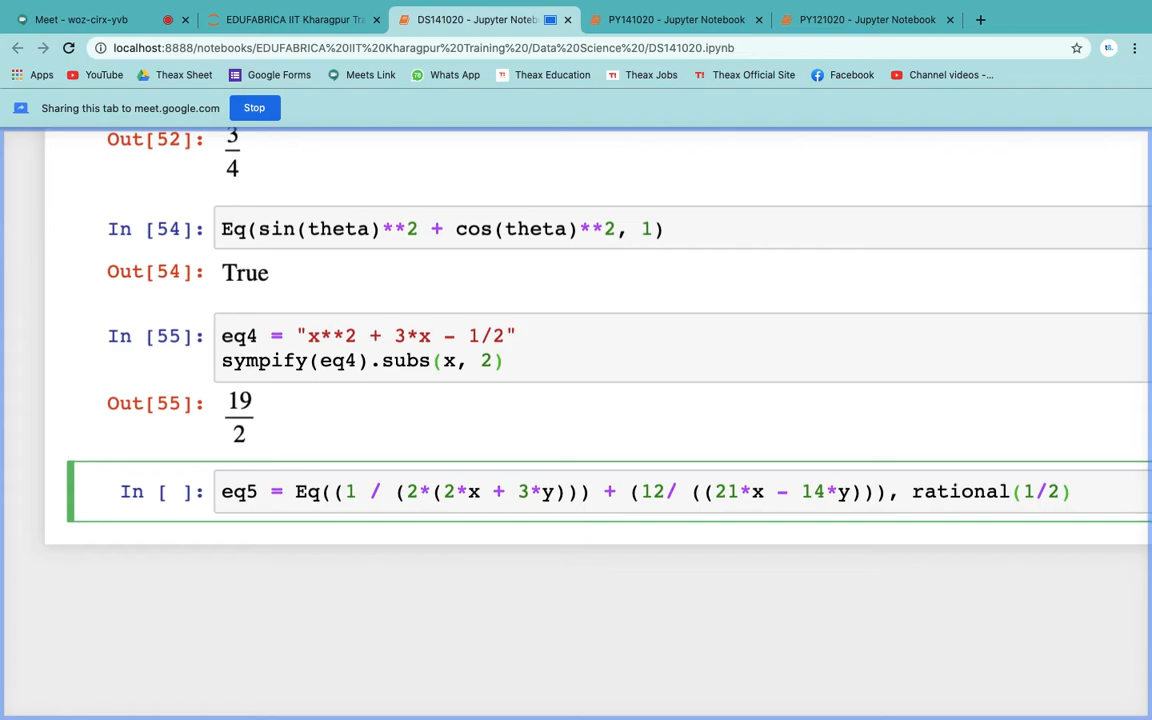 Meet - woz-cirx-yvb
EDUFABRICA IIT Kharagpur Tra
DS141020 - Jupyter Noteb
PY141020 - Jupyter Notebook
PY121020 - Jupyter Notebook
localhost:8888/notebooks/EDUFABRICA%20IIT%20Kharagpur%20Training%20/Data%20Science%20/DS141020.ipynb
Apps YouTube Theax Sheet Google Forms Meets Link Whats App Theax Education Theax Jobs Theax Official Site Facebook Channel videos -...
Sharing this tab to meet.google.com Stop
Out[52]: 3
4
In [54]: Eq(sin(theta)**2 + cos(theta)**2, 1)
Out[54]: True
In [55]: eq4 = "x**2 + 3*x - 1/2"
sympify(eq4).subs(x, 2)
Out[55]: 19
2
In [ ]: eq5 = Eq((1 / (2*(2*x + 3*y))) + (12/ ((21*x - 14*y))), rational(1/2)